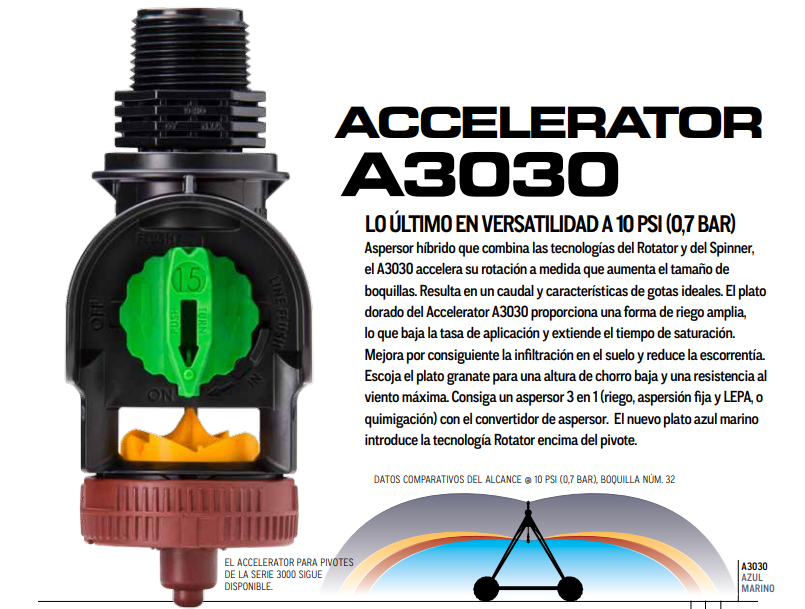 ACCELERATOR
A3030
LO ÚLTIMO EN VERSATILIDAD A 10 PSI (0,7 BAR)
Aspersor híbrido que combina las tecnologías del Rotator y del Spinner,
el A3030 accelera su rotación a medida que aumenta el tamaño de
boquillas. Resulta en un caudal y características de gotas ideales. El plato
dorado del Accelerator A3030 proporciona una forma de riego amplia,
lo que baja la tasa de aplicación y extiende el tiempo de saturación.
Mejora por consiguiente la infiltración en el suelo y reduce la escorrentía.
Escoja el plato granate para una altura de chorro baja y una resistencia al
viento máxima. Consiga un aspersor 3 en 1 (riego, aspersión fija y LEPA, o
quimigación) con el convertidor de aspersor. El nuevo plato azul marino
introduce la tecnología Rotator encima del pivote.
DATOS COMPARATIVOS DEL ALCANCE @ 10 PSI (0,7 BAR), BOQUILLA NÚM. 32
FLUSH
15
PUSH
TURN
OFF
LINE FLUSH
ON
IN
EL ACCELERATOR PARA PIVOTES
DE LA SERIE 3000 SIGUE
DISPONIBLE.
A3030
AZUL
MARINO